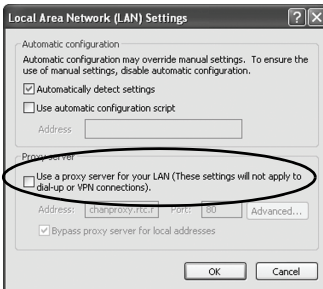 Local Area Network (LAN) Settings
Automatic configuration
Automatic configuration may override manual settings. To ensure the
use of manual settings, disable automatic configuration.
Automatically detect settings
Use automatic configuration script
Address
Proxy server
Use a proxy server for your LAN (These settings will not apply to
dial-up or VPN connections).
Address: chariproxy.rtc.r Port: 80 Advanced...
Bypass proxy server for local addresses
OK Cancel